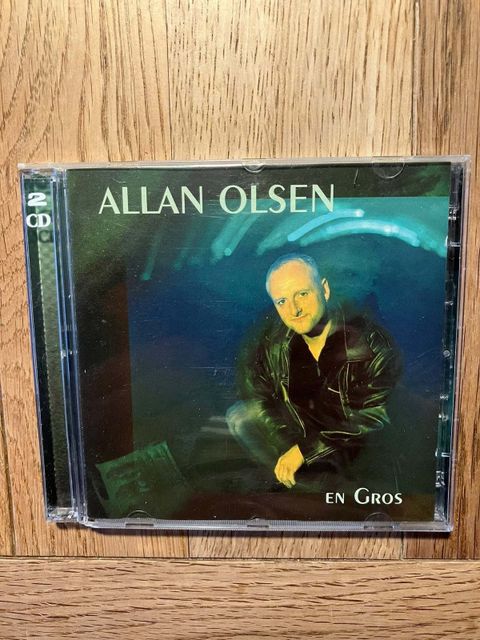 2
CD
ALLAN OLSEN
EN GROS